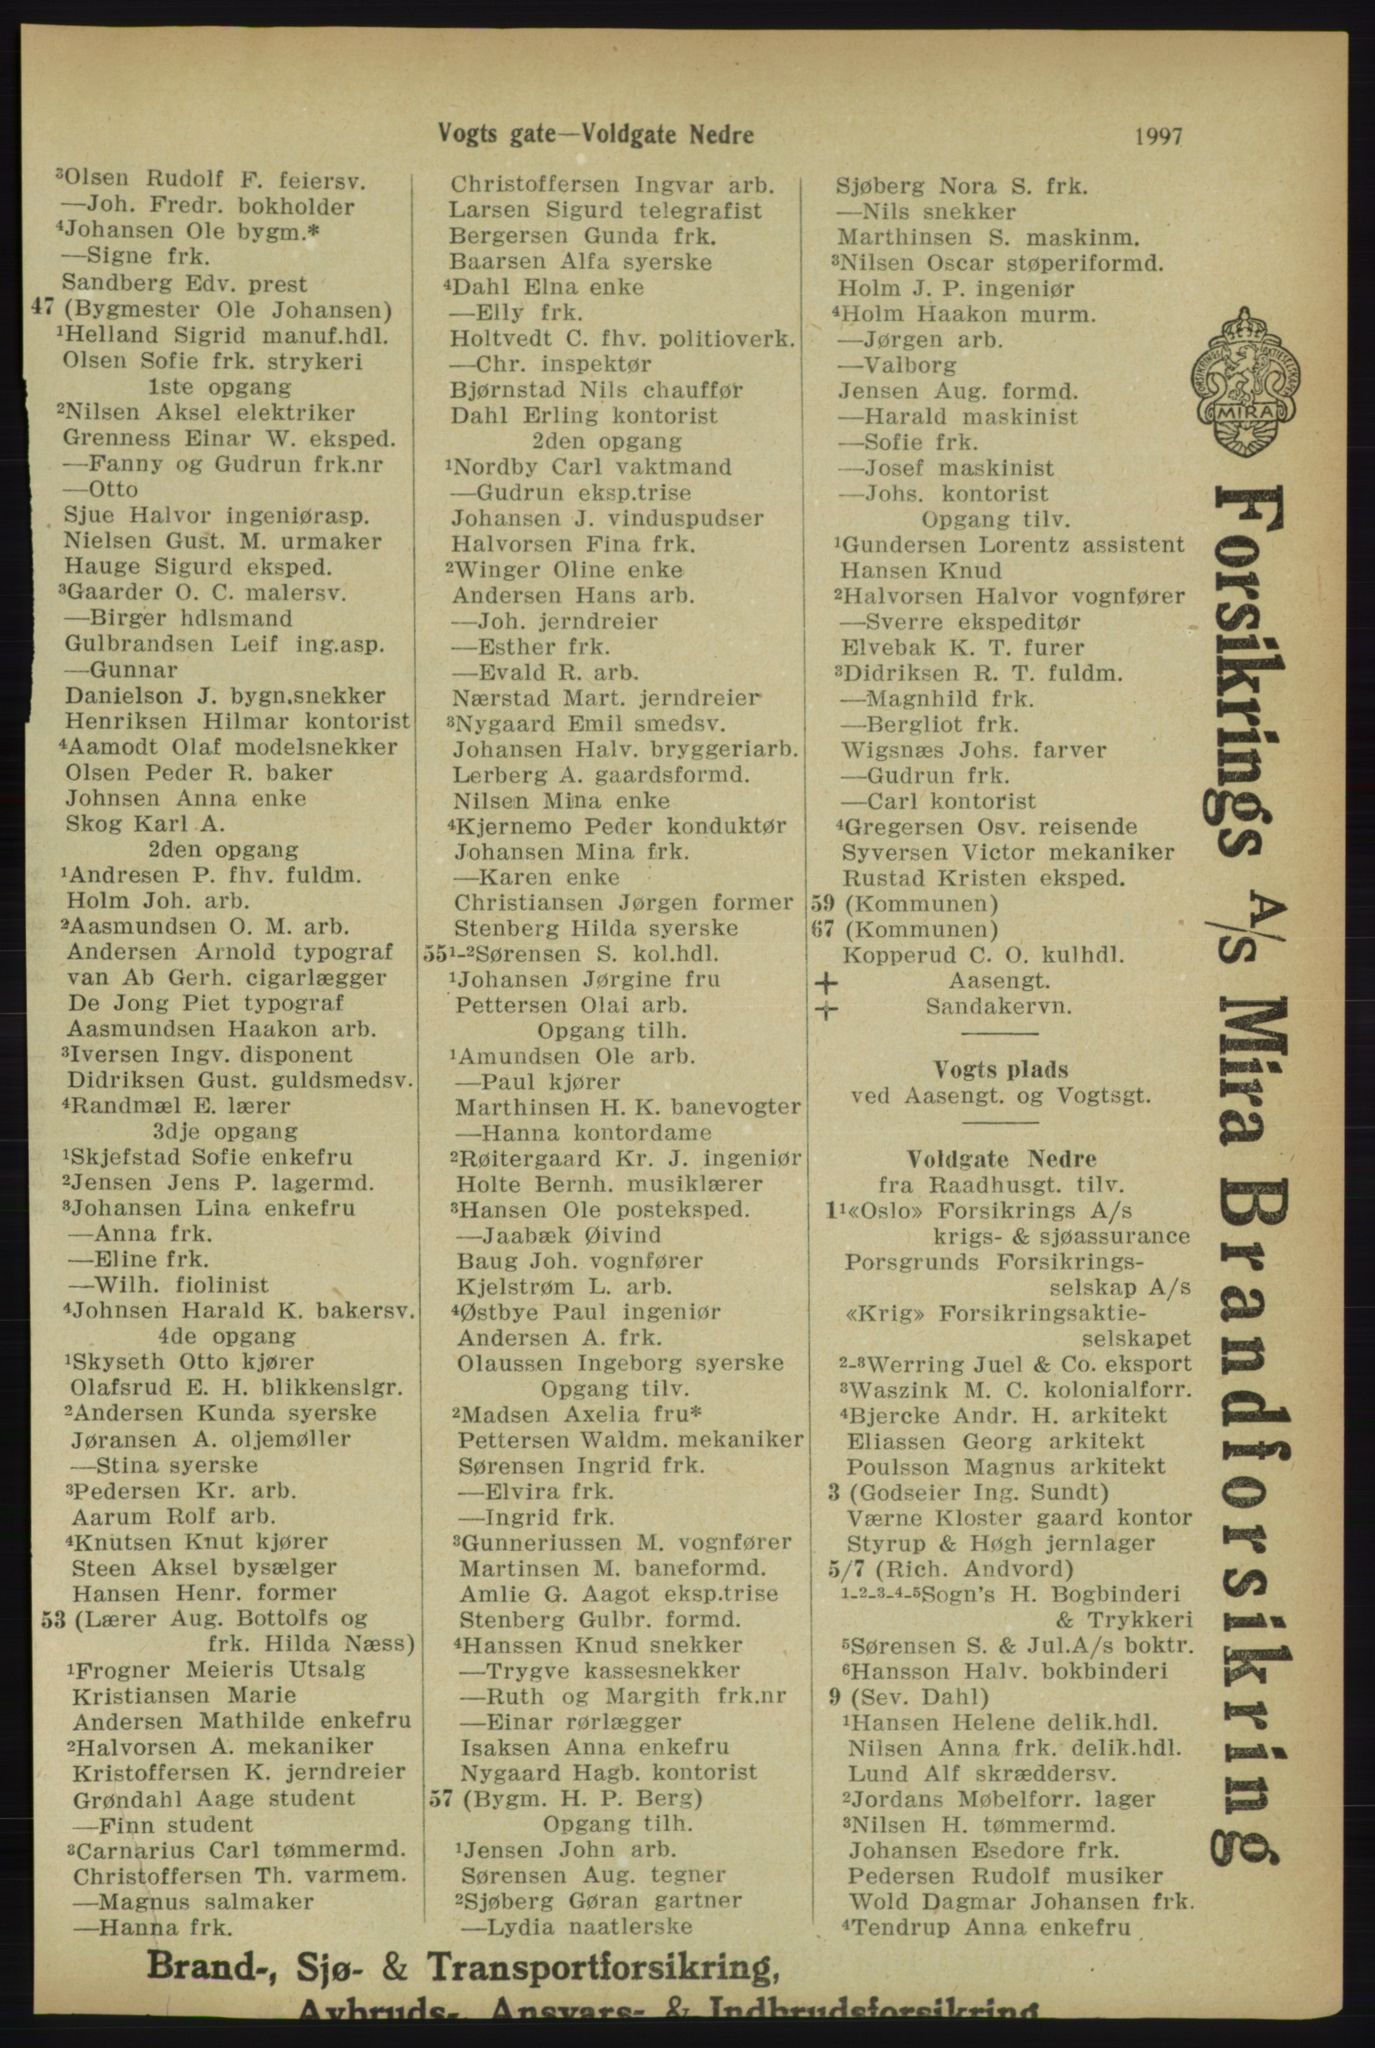 Vogts gate—Voldgate Nedre 1997
³Olsen Rudolf F. feiersv.
—Joh. Fredr. bokholder
⁴Johansen Ole bygm.*
—Signe frk.
Sandberg Edv. prest
47 (Bygmester Ole Johansen)
¹Helland Sigrid manuf.hdl.
Olsen Sofie frk. strykeri
1ste opgang
²Nilsen Aksel elektriker
Grenness Einar W. eksped.
—Fanny og Gudrun frk.nr
—Otto
Sjue Halvor ingeniørasp.
Nielsen Gust. M. urmaker
Hauge Sigurd eksped.
³Gaarder O. C. malersv.
—Birger hdlsmand
Gulbrandsen Leif ing.asp.
—Gunnar
Danielson J. bygn.snekker
Henriksen Hilmar kontorist
⁴Aamodt Olaf modelsnekker
Olsen Peder R. baker
Johnsen Anna enke
Skog Karl A.
2den opgang
¹Andresen P. fhv. fuldm.
Holm Joh. arb.
²Aasmundsen O. M. arb.
Andersen Arnold typograf
van Ab Gerh. cigarlægger
De Jong Piet typograf
Aasmundsen Haakon arb.
³Iversen Ingv. disponent
Didriksen Gust. guldsmedsv.
⁴Randmæl E. lærer
3dje opgang
¹Skjefstad Sofie enkefru
²Jensen Jens P. lagermd.
³Johansen Lina enkefru
—Anna frk.
—Eline frk.
—Wilh. fiolinist
⁴Johnsen Harald K. bakersv.
4de opgang
¹Skyseth Otto kjører
Olafsrud E. H. blikkenslgr.
²Andersen Kunda syerske
Jøransen A. oljemøller
—Stina syerske
³Pedersen Kr. arb.
Aarum Rolf arb.
⁴Knutsen Knut kjører
Steen Aksel bysælger
Hansen Henr. former
53 (Lærer Aug. Bottolfs og
frk. Hilda Næss)
¹Frogner Meieris Utsalg
Kristiansen Marie
Andersen Mathilde enkefru
²Halvorsen A. mekaniker
Kristoffersen K. jerndreier
Grøndahl Aage student
—Finn student
³Carnarius Carl tømmermd.
Christoffersen Th. varmem.
—Magnus salmaker
—Hanna frk.
Christoffersen Ingvar arb.
Larsen Sigurd telegrafist
Bergersen Gunda frk.
Baarsen Alfa syerske
⁴Dahl Elna enke
—Elly frk.
Holtvedt C. fhv. politioverk.
—Chr. inspektør
Bjørnstad Nils chauffør
Dahl Erling kontorist
2den opgang
¹Nordby Carl vaktmand
—Gudrun eksp.trise
Johansen J. vinduspudser
Halvorsen Fina frk.
²Winger Oline enke
Andersen Hans arb.
—Joh. jerndreier
—Esther frk.
—Evald R. arb.
Nærstad Mart. jerndreier
³Nygaard Emil smedsv.
Johansen Halv. bryggeriarb.
Lerberg A. gaardsformd.
Nilsen Mina enke
⁴Kjernemo Peder konduktør
Johansen Mina frk.
—Karen enke
Christiansen Jørgen former
Stenberg Hilda syerske
55¹-²Sørensen S. kol.hdl.
¹Johansen Jørgine fru
Pettersen Olai arb.
Opgang tilh.
¹Amundsen Ole arb.
—Paul kjører
Marthinsen H. K. banevogter
—Hanna kontordame
²Røitergaard Kr. J. ingeniør
Holte Bernh. musiklærer
³Hansen Ole posteksped.
—Jaabæk Øivind
Baug Joh. vognfører
Kjelstrøm L. arb.
⁴Østbye Paul ingeniør
Andersen A. frk.
Olaussen Ingeborg syerske
Opgang tilv.
²Madsen Axelia fru*
Pettersen Waldm. mekaniker
Sørensen Ingrid frk.
—Elvira frk.
—Ingrid frk.
³Gunneriussen M. vognfører
Martinsen M. baneformd.
Amlie G. Aagot eksp.trise
Stenberg Gulbr. formd.
⁴Hanssen Knud snekker
—Trygve kassesnekker
—Ruth og Margith frk.nr
—Einar rørlægger
Isaksen Anna enkefru
Nygaard Hagb. kontorist
57 (Bygm. H. P. Berg)
Opgang tilh.
¹Jensen John arb.
Sørensen Aug. tegner
²Sjøberg Gøran gartner
—Lydia naatlerske
Sjøberg Nora S. frk.
—Nils snekker
Marthinsen S. maskinm.
³Nilsen Oscar støperiformd.
Holm J. P. ingeniør
⁴Holm Haakon murm.
—Jørgen arb.
—Valborg
Jensen Aug. formd.
—Harald maskinist
—Sofie frk.
—Josef maskinist
—Johs. kontorist
Opgang tilv.
¹Gundersen Lorentz assistent
Hansen Knud
²Halvorsen Halvor vognfører
—Sverre ekspeditør
Elvebak K. T. furer
³Didriksen R. T. fuldm.
—Magnhild frk.
—Bergliot frk.
Wigsnæs Johs. farver
—Gudrun frk.
—Carl kontorist
⁴Gregersen Osv. reisende
Syversen Victor mekaniker
Rustad Kristen eksped.
59 (Kommunen)
67 (Kommunen)
Kopperud C. O. kulhdl.
+ Aasengt.
+ Sandakervn.
Vogts plads
ved Aasengt. og Vogtsgt.
Voldgate Nedre
fra Raadhusgt. tilv.
1¹«Oslo» Forsikrings A/s
krigs- & sjøassurance
Porsgrunds Forsikrings-
selskap A/s
«Krig» Forsikringsaktie-
selskapet
²-³Werring Juel & Co. eksport
³Waszink M. C. kolonialforr.
⁴Bjercke Andr. H. arkitekt
Eliassen Georg arkitekt
Poulsson Magnus arkitekt
3 (Godseier Ing. Sundt)
Værne Kloster gaard kontor
Styrup & Høgh jernlager
5/7 (Rich. Andvord)
¹-²-³-⁴-⁵Sogn's H. Bogbinderi
& Trykkeri
⁵Sørensen S. & Jul.A/s boktr.
⁶Hansson Halv. bokbinderi
9 (Sev. Dahl)
¹Hansen Helene delik.hdl.
Nilsen Anna frk. delik.hdl.
Lund Alf skræddersv.
²Jordans Møbelforr. lager
³Nilsen H. tømmermd.
Johansen Esedore frk.
Pedersen Rudolf musiker
Wold Dagmar Johansen frk.
⁴Tendrup Anna enkefru
MIRA
Forsikrings A/s Mira Brandforsikring
Brand-, Sjø- & Transportforsikring,
Avbruds-, Ansvars- & Indbrudsforsikring